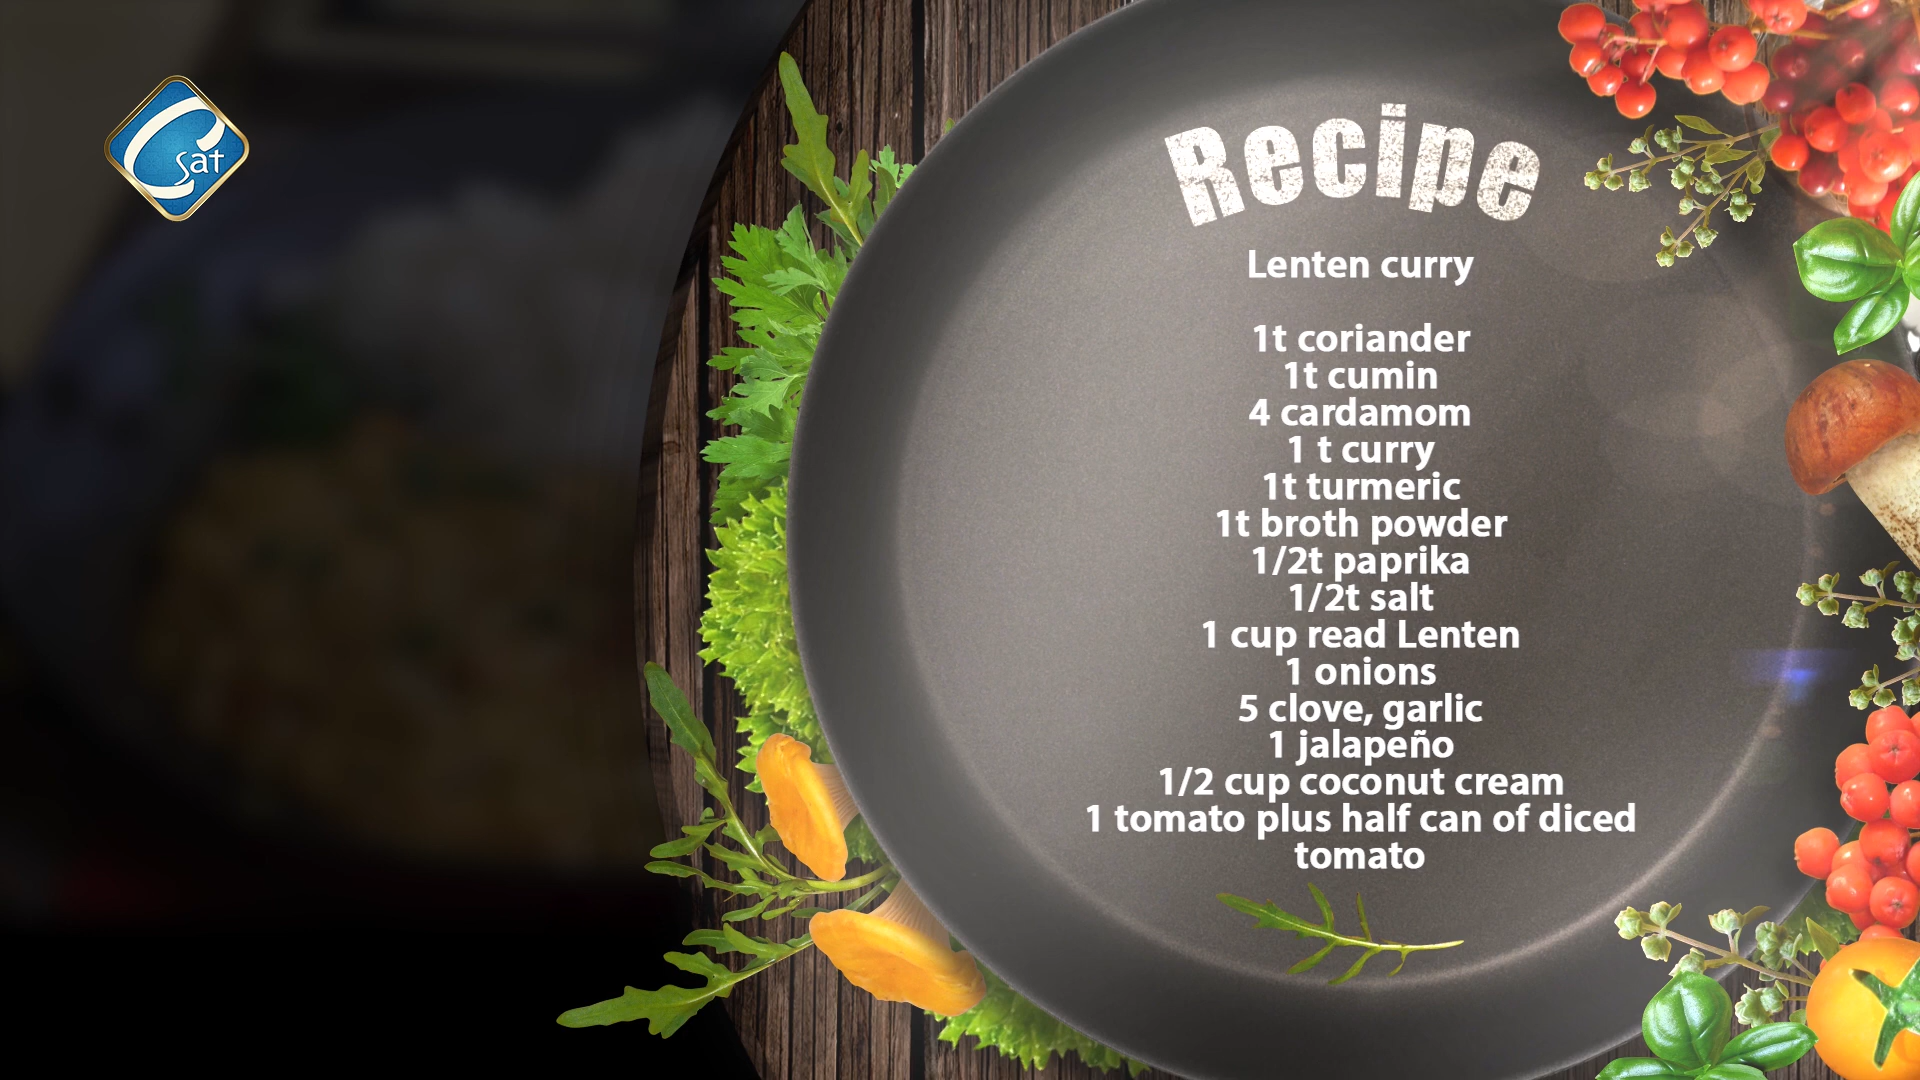 C sat
Recipe
Lenten curry
1t coriander
1t cumin
4 cardamom
1 t curry
1t turmeric
1t broth powder
1/2t paprika
1/2t salt
1 cup read Lenten
1 onions
5 clove, garlic
1 jalapeño
1/2 cup coconut cream
1 tomato plus half can of diced
tomato